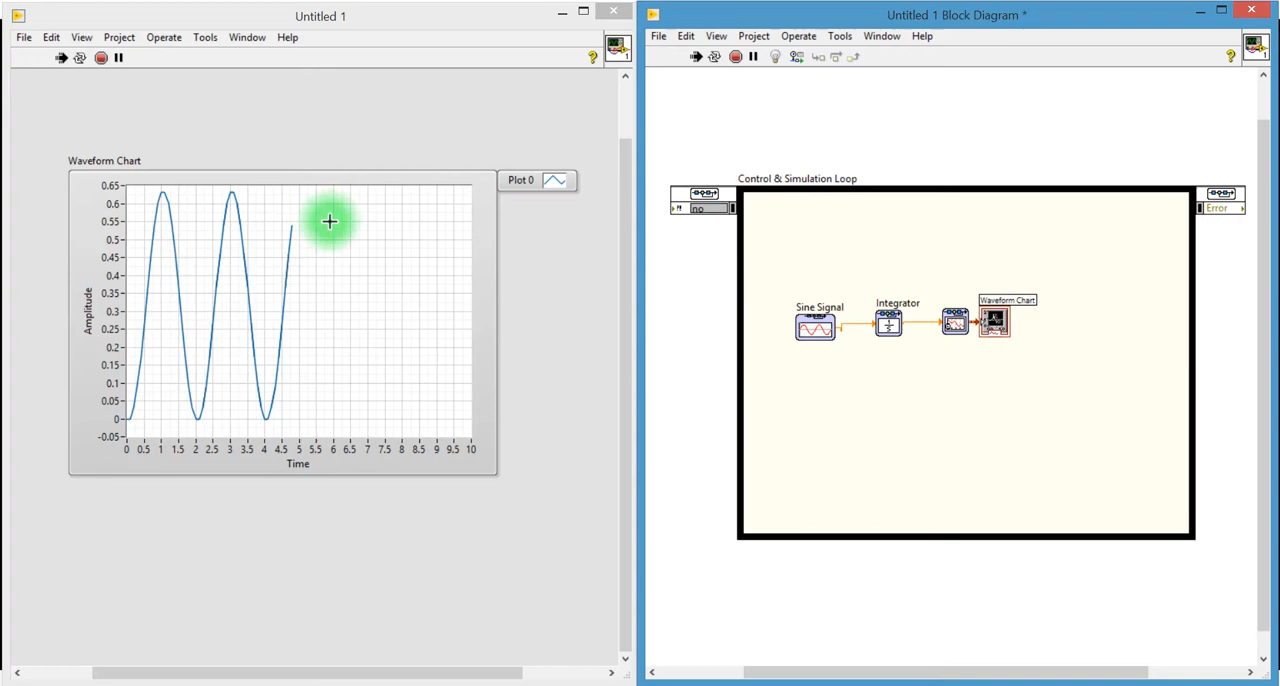 Untitled 1
File Edit View Project Operate Tools Window Help
?
1
Waveform Chart
Plot 0
0.65
0.6
0.55
0.5
0.45
0.4
0.35
0.3
0.25
0.2
0.15
0.1
0.05
0
-0.05
Amplitude
0 0.5 1 1.5 2 2.5 3 3.5 4 4.5 5 5.5 6 6.5 7 7.5 8 8.5 9 9.5 10
Time
Untitled 1 Block Diagram *
File Edit View Project Operate Tools Window Help
?
1
Control & Simulation Loop
no
Error
Sine Signal
Integrator
1
s
Waveform Chart